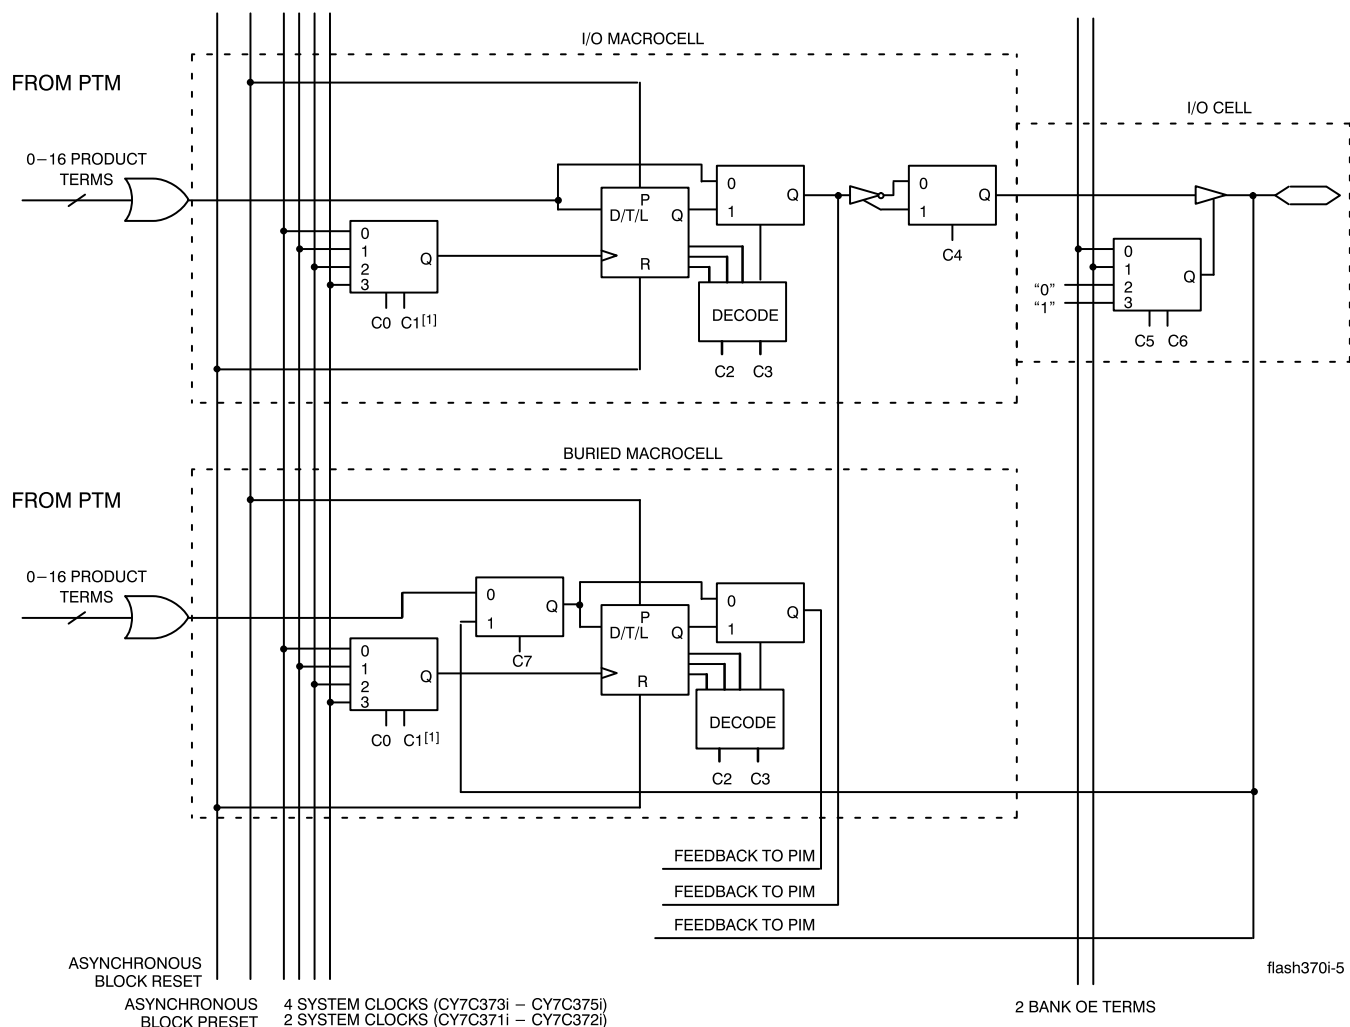 I/O MACROCELL
FROM PTM
I/O CELL
0−16 PRODUCT
TERMS
0
1
2
3
Q
C0 C1[1]
P
D/T/L Q
R
0
1
Q
DECODE
C2 C3
0
1
Q
C4
0
1
2
3
Q
“0”
“1”
C5 C6
BURIED MACROCELL
FROM PTM
0−16 PRODUCT
TERMS
0
1
2
3
Q
C0 C1[1]
0
1
Q
C7
P
D/T/L Q
R
0
1
Q
DECODE
C2 C3
FEEDBACK TO PIM
FEEDBACK TO PIM
FEEDBACK TO PIM
ASYNCHRONOUS
BLOCK RESET
ASYNCHRONOUS
BLOCK PRESET
4 SYSTEM CLOCKS (CY7C373i − CY7C375i)
2 SYSTEM CLOCKS (CY7C371i − CY7C372i)
2 BANK OE TERMS
flash370i-5